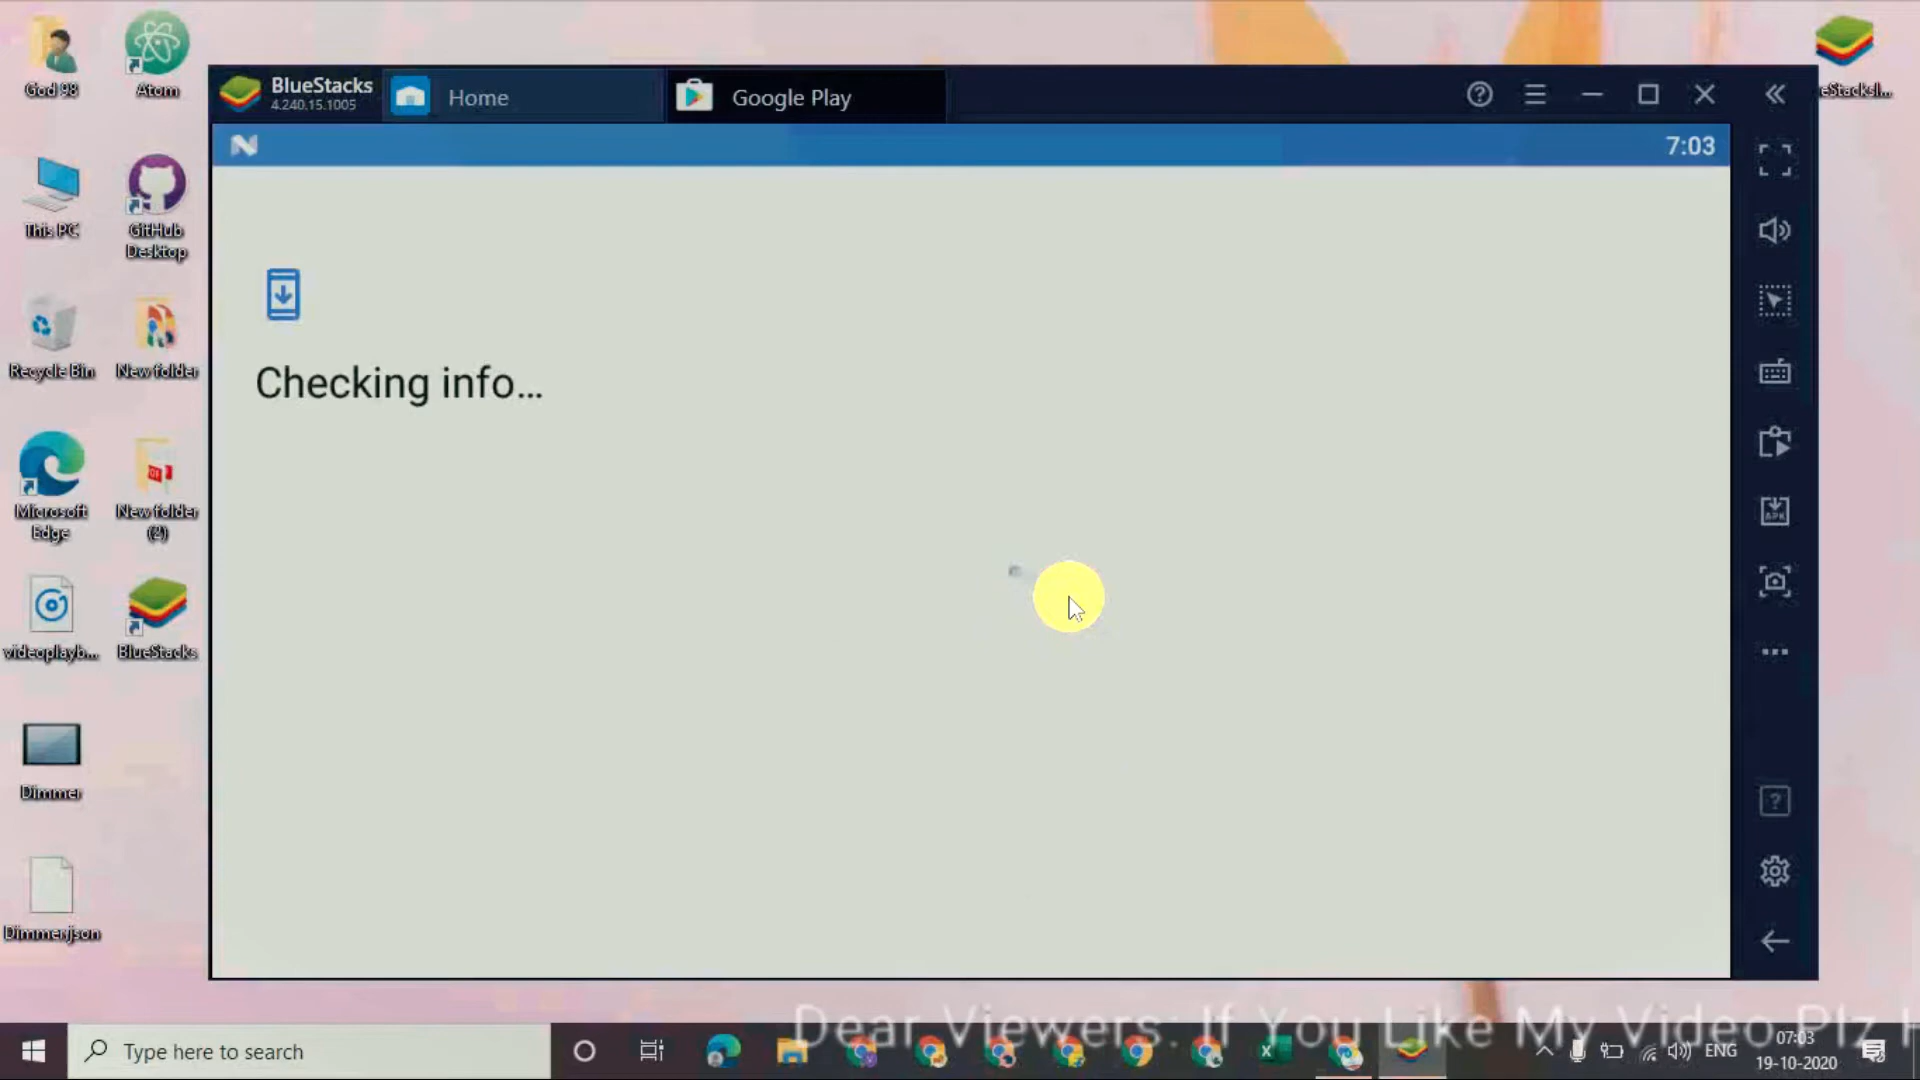 God 98
Atom
BlueStacks
4.240.15.1005
Home
Google Play
eStacksI...
7:03
This PC
GitHub
Desktop
Checking info...
Recycle Bin
New folder
Microsoft
Edge
New folder
(2)
APK
videoplayb...
BlueStacks
Dimmer
Dimmer.json
Dear Viewers: If You Like My Video Plz H
Type here to search
ENG
07:03
19-10-2020